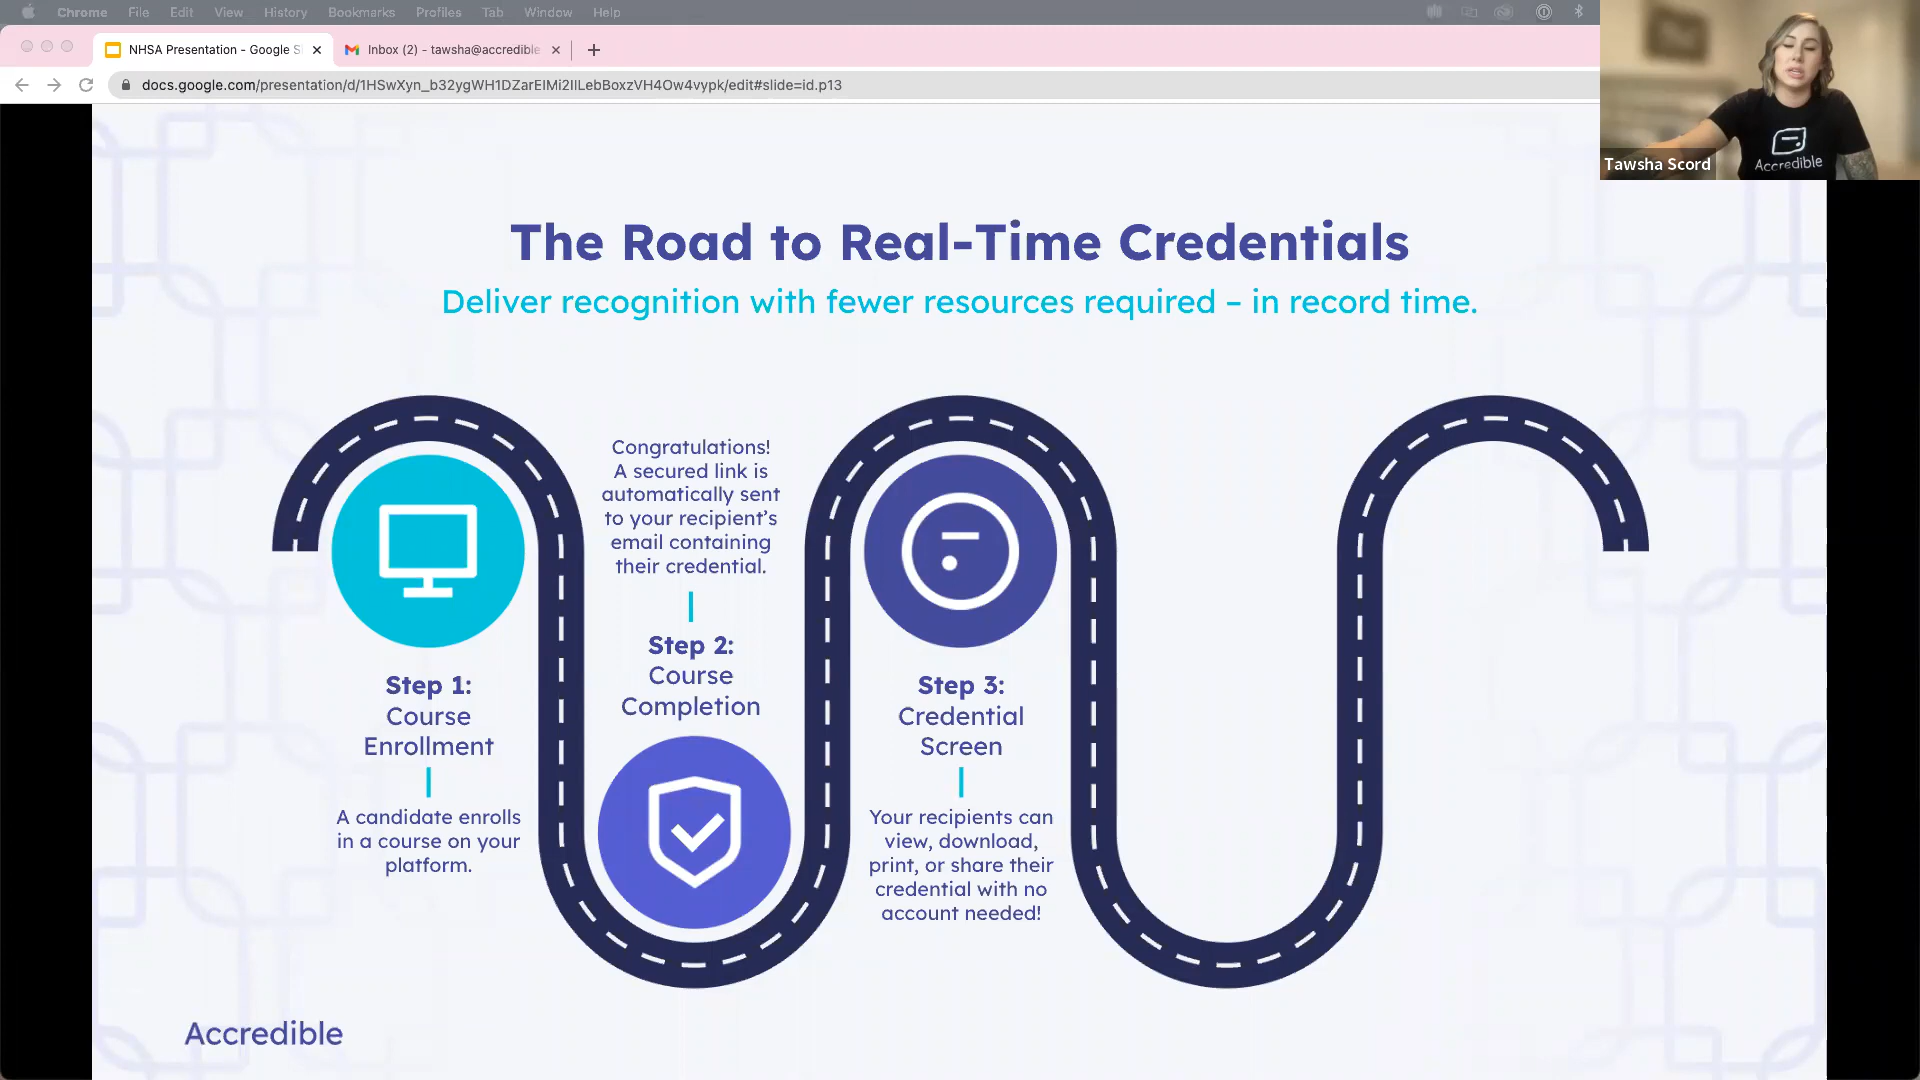 Chrome File Edit View History Bookmarks Profiles Tab Window Help
NHSA Presentation - Google S
Inbox (2) - tawsha@accredible
docs.google.com/presentation/d/1HSwXyn_b32ygWH1DZarEIMi2IlLebBoxzVH4Ow4vypk/edit#slide=id.p13
Accredible
Tawsha Scord
The Road to Real-Time Credentials
Deliver recognition with fewer resources required – in record time.
Step 1:
Course
Enrollment
A candidate enrolls
in a course on your
platform.
Congratulations!
A secured link is
automatically sent
to your recipient's
email containing
their credential.
Step 2:
Course
Completion
Step 3:
Credential
Screen
Your recipients can
view, download,
print, or share their
credential with no
account needed!
Accredible